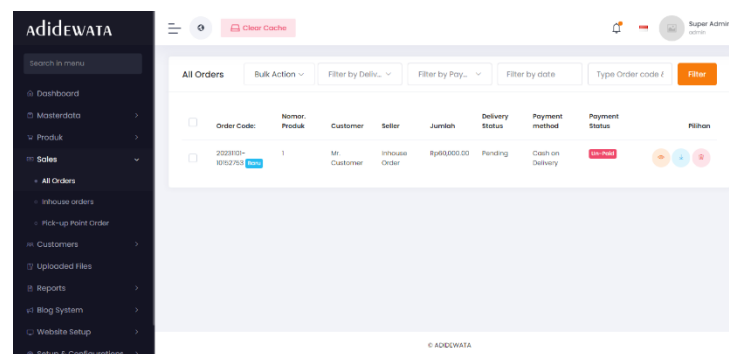 ADIDEWATA
Clear Cache
Super Admin
admin
Search in menu
Dashboard
Masterdata
Produk
Sales
All Orders
Inhouse orders
Pick-up Point Order
Customers
Uploaded Files
Reports
Blog System
Website Setup
Setup & Configurations
All Orders
Bulk Action
Filter by Deliv...
Filter by Pay...
Filter by date
Type Order code &
Filter
Order Code:
Nomor. Produk
Customer
Seller
Jumlah
Delivery Status
Payment method
Payment Status
Pilihan
20231101-
10152753 Baru
1
Mr. Customer
Inhouse Order
Rp60,000.00
Pending
Cash on Delivery
Un-Paid
© ADIDEWATA